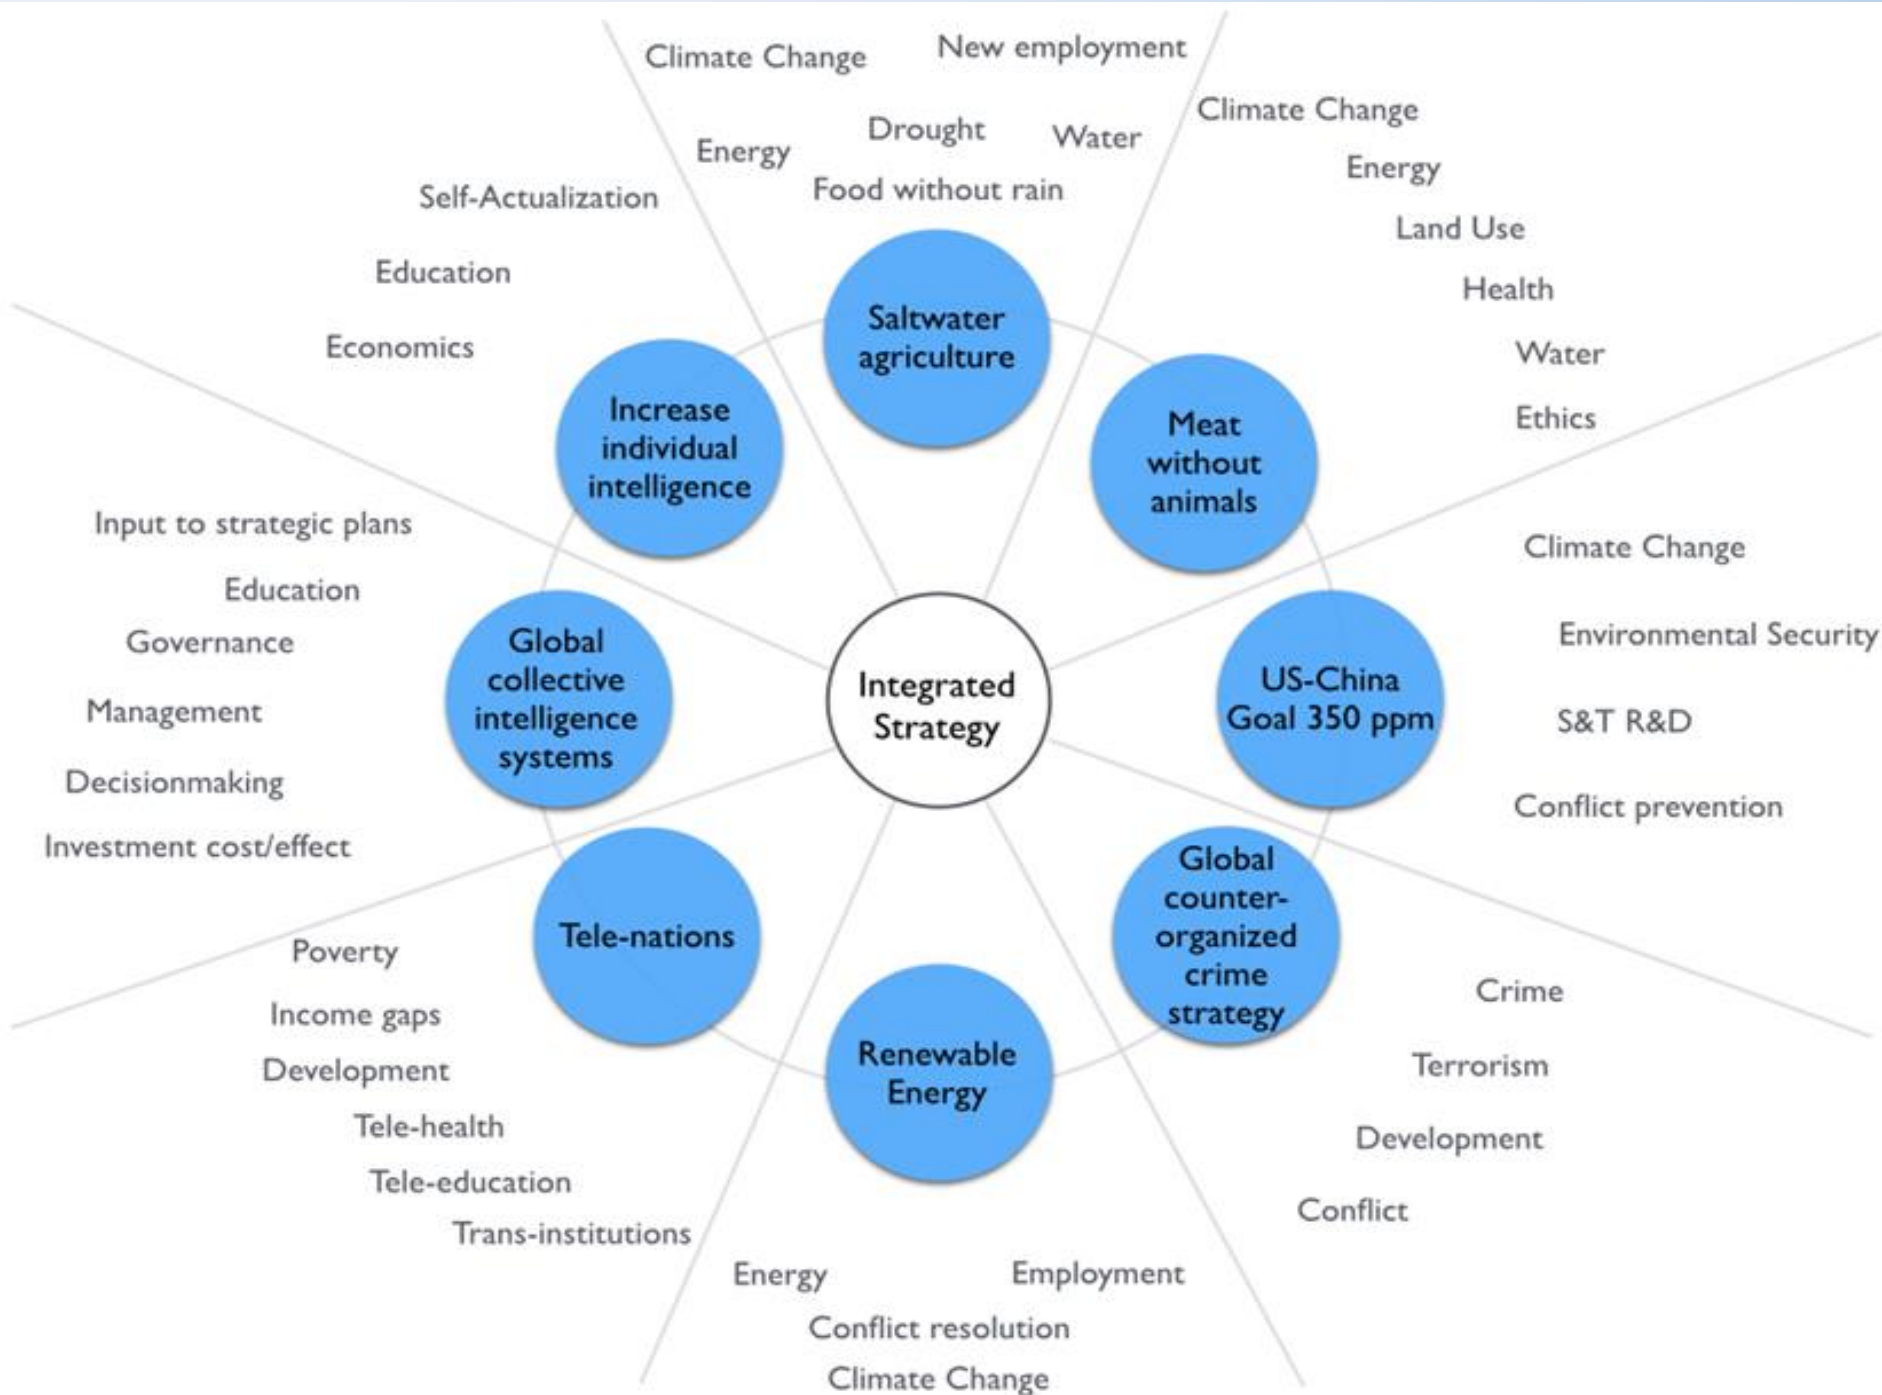 Climate Change
New employment
Energy
Drought
Water
Food without rain
Saltwater
agriculture
Climate Change
Energy
Land Use
Health
Water
Ethics
Meat
without
animals
Climate Change
Environmental Security
S&T R&D
Conflict prevention
US-China
Goal 350 ppm
Global
counter-
organized
crime
strategy
Crime
Terrorism
Development
Conflict
Renewable
Energy
Energy
Employment
Conflict resolution
Climate Change
Tele-nations
Poverty
Income gaps
Development
Tele-health
Tele-education
Trans-institutions
Global
collective
intelligence
systems
Input to strategic plans
Education
Governance
Management
Decisionmaking
Investment cost/effect
Increase
individual
intelligence
Self-Actualization
Education
Economics
Integrated
Strategy